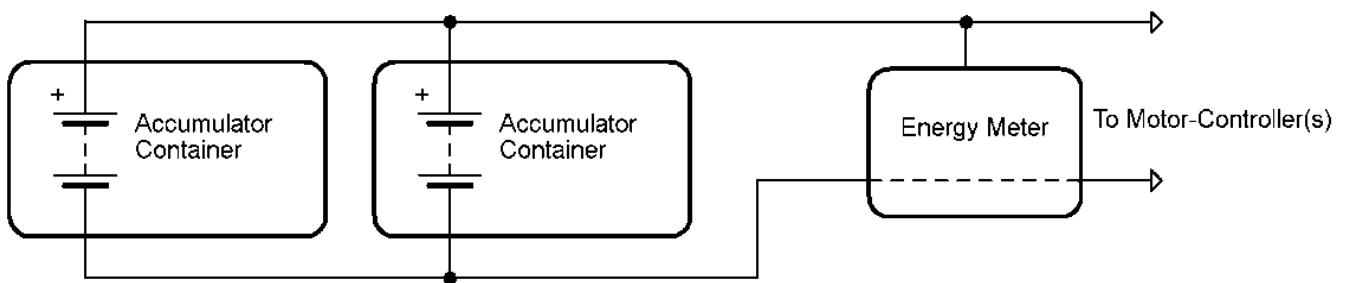 +
Accumulator
Container
+
Accumulator
Container
Energy Meter
To Motor-Controller(s)